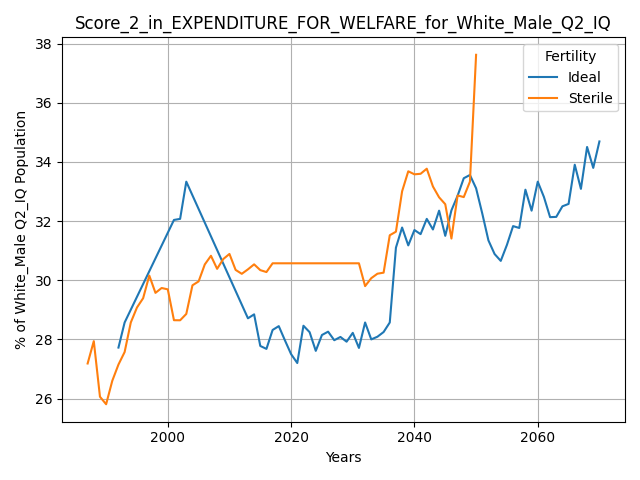 Score_2_in_EXPENDITURE_FOR_WELFARE_for_White_Male_Q2_IQ
Fertility
Ideal
Sterile
% of White_Male Q2_IQ Population
38
36
34
32
30
28
26
2000
2020
2040
2060
Years